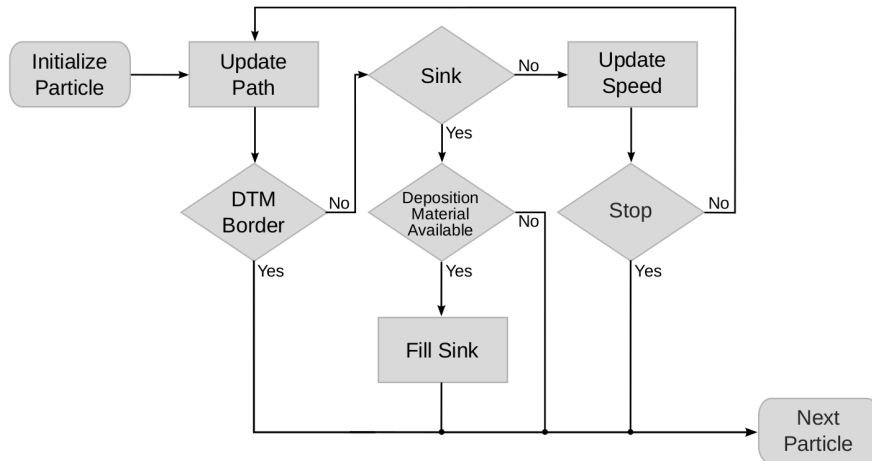 Initialize
Particle
Update
Path
Sink
No
Update
Speed
Yes
DTM
Border
No
Deposition
Material
Available
No
Stop
No
Yes
Yes
Yes
Fill Sink
Next
Particle